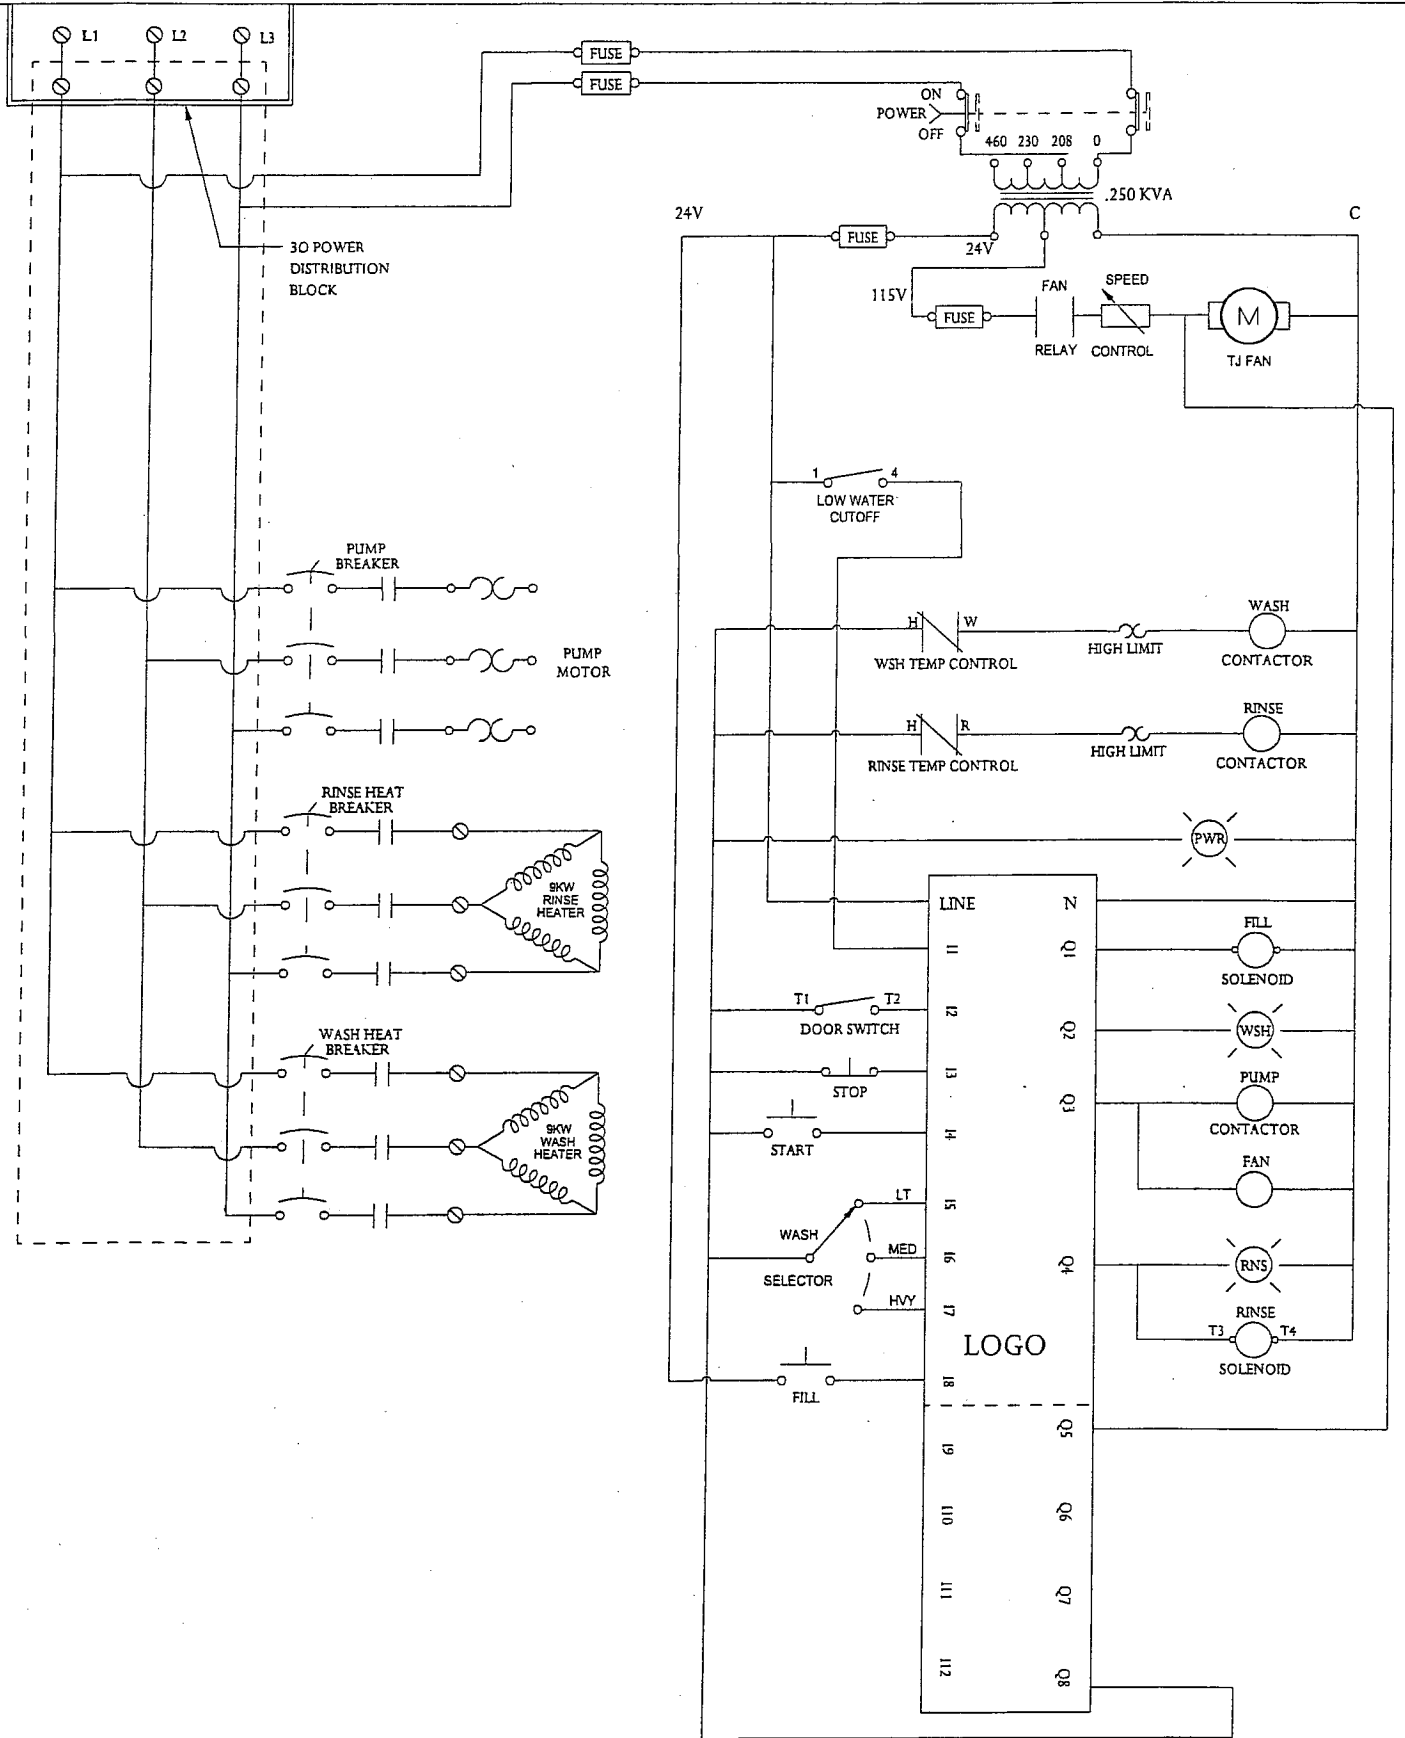 L1
L2
L3
FUSE
FUSE
ON
POWER
OFF
460 230 208 0
.250 KVA
24V
C
3O POWER
DISTRIBUTION
BLOCK
FUSE
24V
115V
FUSE
FAN
RELAY
SPEED
CONTROL
M
TJ FAN
1 4
LOW WATER
CUTOFF
PUMP
BREAKER
PUMP
MOTOR
H W
WSH TEMP CONTROL
HIGH LIMIT
WASH
CONTACTOR
H R
RINSE TEMP CONTROL
HIGH LIMIT
RINSE
CONTACTOR
RINSE HEAT
BREAKER
9KW
RINSE
HEATER
PWR
LINE
N
I1
Q1
FILL
SOLENOID
T1 T2
DOOR SWITCH
I2
Q2
WSH
WASH HEAT
BREAKER
9KW
WASH
HEATER
STOP
I3
Q3
PUMP
CONTACTOR
START
I4
FAN
LT
I5
WASH
SELECTOR
MED
I6
Q4
RNS
HVY
I7
RINSE
T3 T4
SOLENOID
LOGO
FILL
I8
Q5
I9
I10
Q6
I11
Q7
I12
Q8